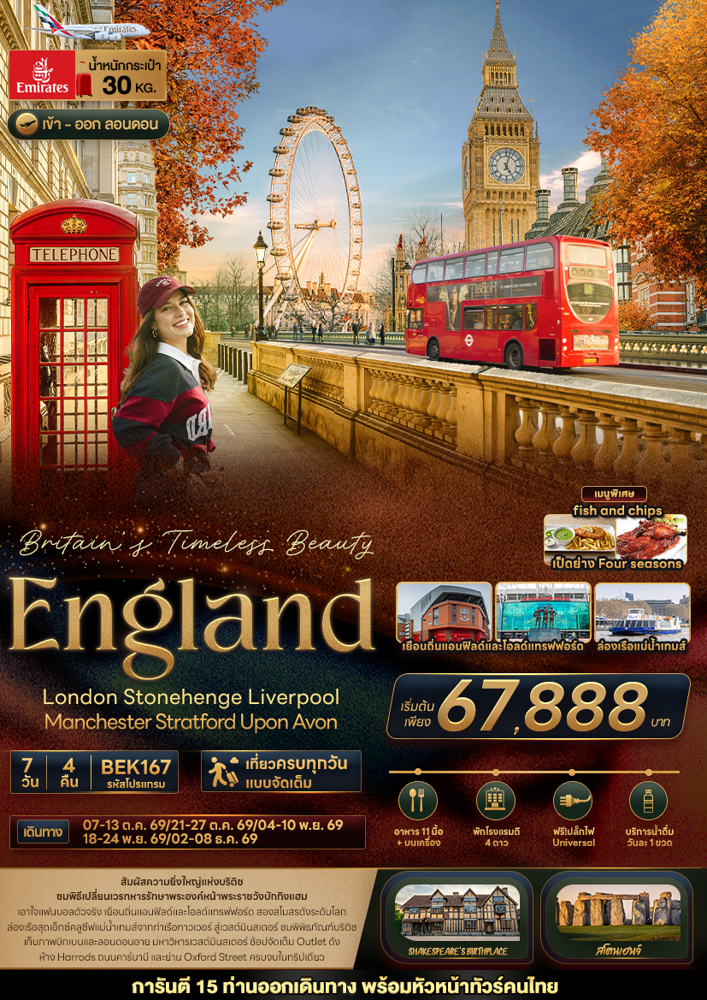 Emirates
Emirates
น้ำหนักกระเป๋า
30 KG.
เข้า - ออก ลอนดอน
TELEPHONE
เมนูพิเศษ
fish and chips
เป็ดย่าง Four seasons
Britain's Timeless Beauty
England
London Stonehenge Liverpool
Manchester Stratford Upon Avon
เยือนถิ่นแอนฟิลด์และโอลด์แทรฟฟอร์ด
ล่องเรือแม่น้ำเทมส์
เริ่มต้น
เพียง
67,888
บาท
7
วัน
4
คืน
BEK167
รหัสโปรแกรม
เที่ยวครบทุกวัน
แบบจัดเต็ม
เดินทาง
07-13 ต.ค. 69/21-27 ต.ค. 69/04-10 พ.ย. 69
18-24 พ.ย. 69/02-08 ธ.ค. 69
อาหาร 11 มื้อ
+ บนเครื่อง
พักโรงแรมดี
4 ดาว
ฟรี!ปลั๊กไฟ
Universal
บริการน้ำดื่ม
วันละ 1 ขวด
สัมผัสความยิ่งใหญ่แห่งบริติช
ชมพิธีเปลี่ยนเวรทหารรักษาพระองค์หน้าพระราชวังบักกิงแฮม
เอาใจแฟนบอลตัวจริง เยือนถิ่นแอนฟิลด์และโอลด์แทรฟฟอร์ด สองสโมสรดังระดับโลก
ล่องเรือสุดเอ็กซ์คลูซีฟแม่น้ำเทมส์จากท่าเรือทาวเวอร์ สู่เวสต์มินสเตอร์ ชมพิพิธภัณฑ์บริติช
เก็บภาพบิกเบนและลอนดอนอาย มหาวิหารเวสต์มินสเตอร์ ช้อปจัดเต็ม Outlet ดัง
ห้าง Harrods ถนนคาร์นามี และย่าน Oxford Street ครบจบในทริปเดียว
SHAKESPEARE'S BIRTHPLACE
สโตนเฮนจ์
การันตี 15 ท่านออกเดินทาง พร้อมหัวหน้าทัวร์คนไทย